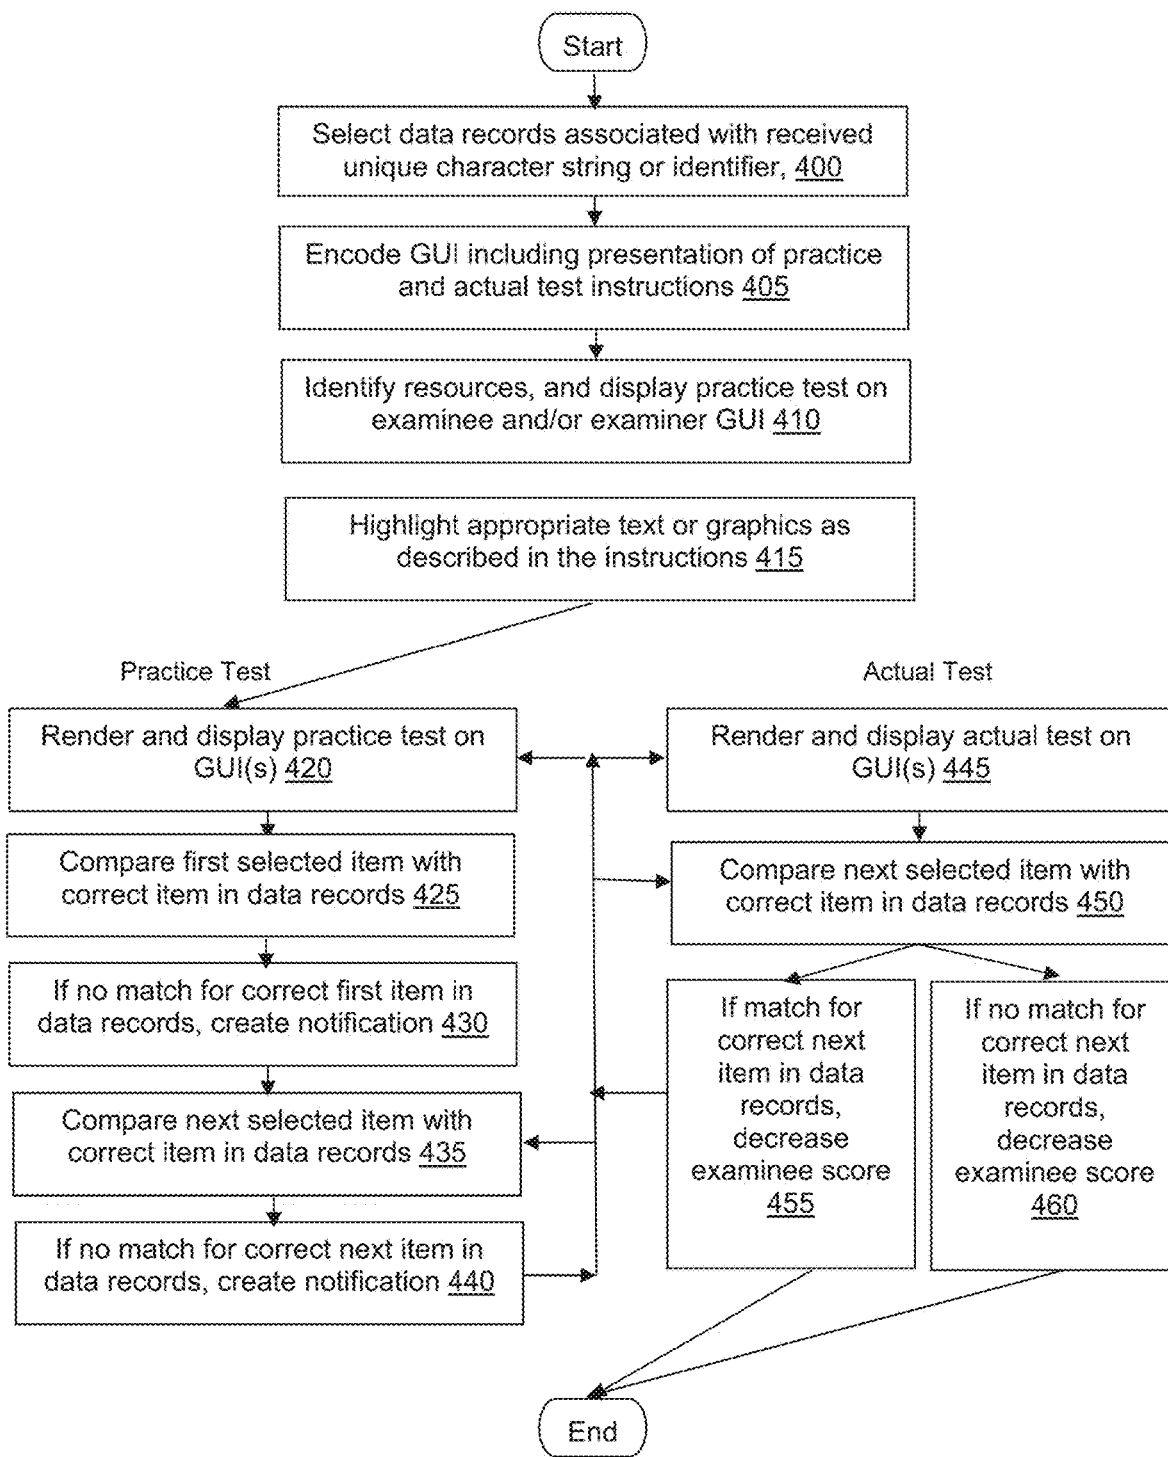 Start
Select data records associated with received
unique character string or identifier, 400
Encode GUI including presentation of practice
and actual test instructions 405
Identify resources, and display practice test on
examinee and/or examiner GUI 410
Highlight appropriate text or graphics as
described in the instructions 415
Practice Test
Render and display practice test on
GUI(s) 420
Compare first selected item with
correct item in data records 425
If no match for correct first item in
data records, create notification 430
Compare next selected item with
correct item in data records 435
If no match for correct next item in
data records, create notification 440
Actual Test
Render and display actual test on
GUI(s) 445
Compare next selected item with
correct item in data records 450
If match for
correct next
item in data
records,
decrease
examinee score
455
If no match for
correct next
item in data
records,
decrease
examinee score
460
End